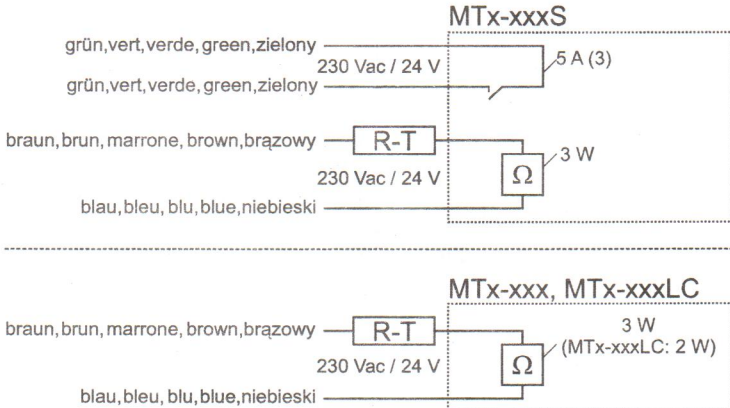 MTx-xxxS
grün,vert,verde,green,zielony
5 A (3)
230 Vac / 24 V
grün,vert,verde,green,zielony
braun,brun,marrone,brown,brązowy
R-T
3 W
230 Vac / 24 V
Ω
blau,bleu,blu,blue,niebieski
MTx-xxx, MTx-xxxLC
braun,brun,marrone,brown,brązowy
R-T
3 W
(MTx-xxxLC: 2 W)
230 Vac / 24 V
Ω
blau,bleu,blu,blue,niebieski